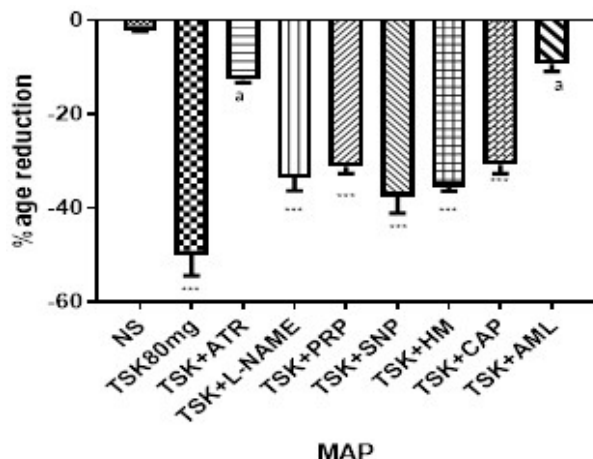 % age reduction
0
-20
-40
-60
***
a
***
***
***
***
***
a
NS
TSK80mg
TSK+ATR
TSK+L-NAME
TSK+PRP
TSK+SNP
TSK+HM
TSK+CAP
TSK+AML
MAP